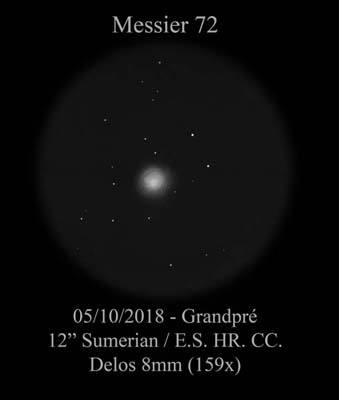 Messier 72
05/10/2018 - Grandpré
12” Sumerian / E.S. HR. CC.
Delos 8mm (159x)